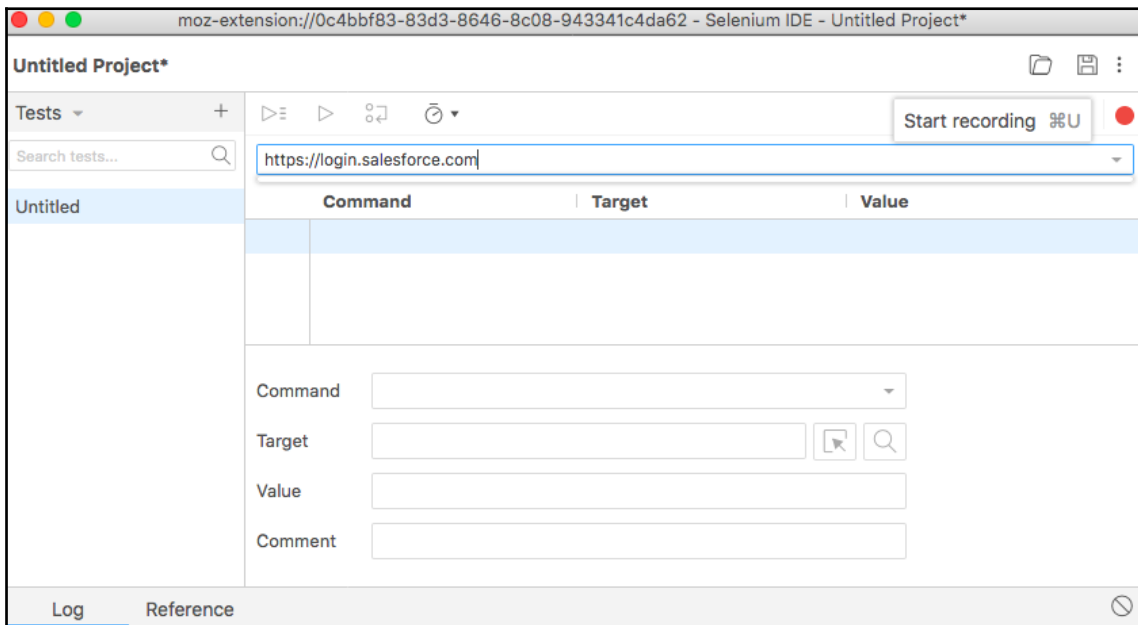 moz-extension://0c4bbf83-83d3-8646-8c08-943341c4da62 - Selenium IDE - Untitled Project*
Untitled Project*
Tests
Start recording ⌘U
Search tests...
https://login.salesforce.com
Untitled
Command Target Value
Command
Target
Value
Comment
Log Reference